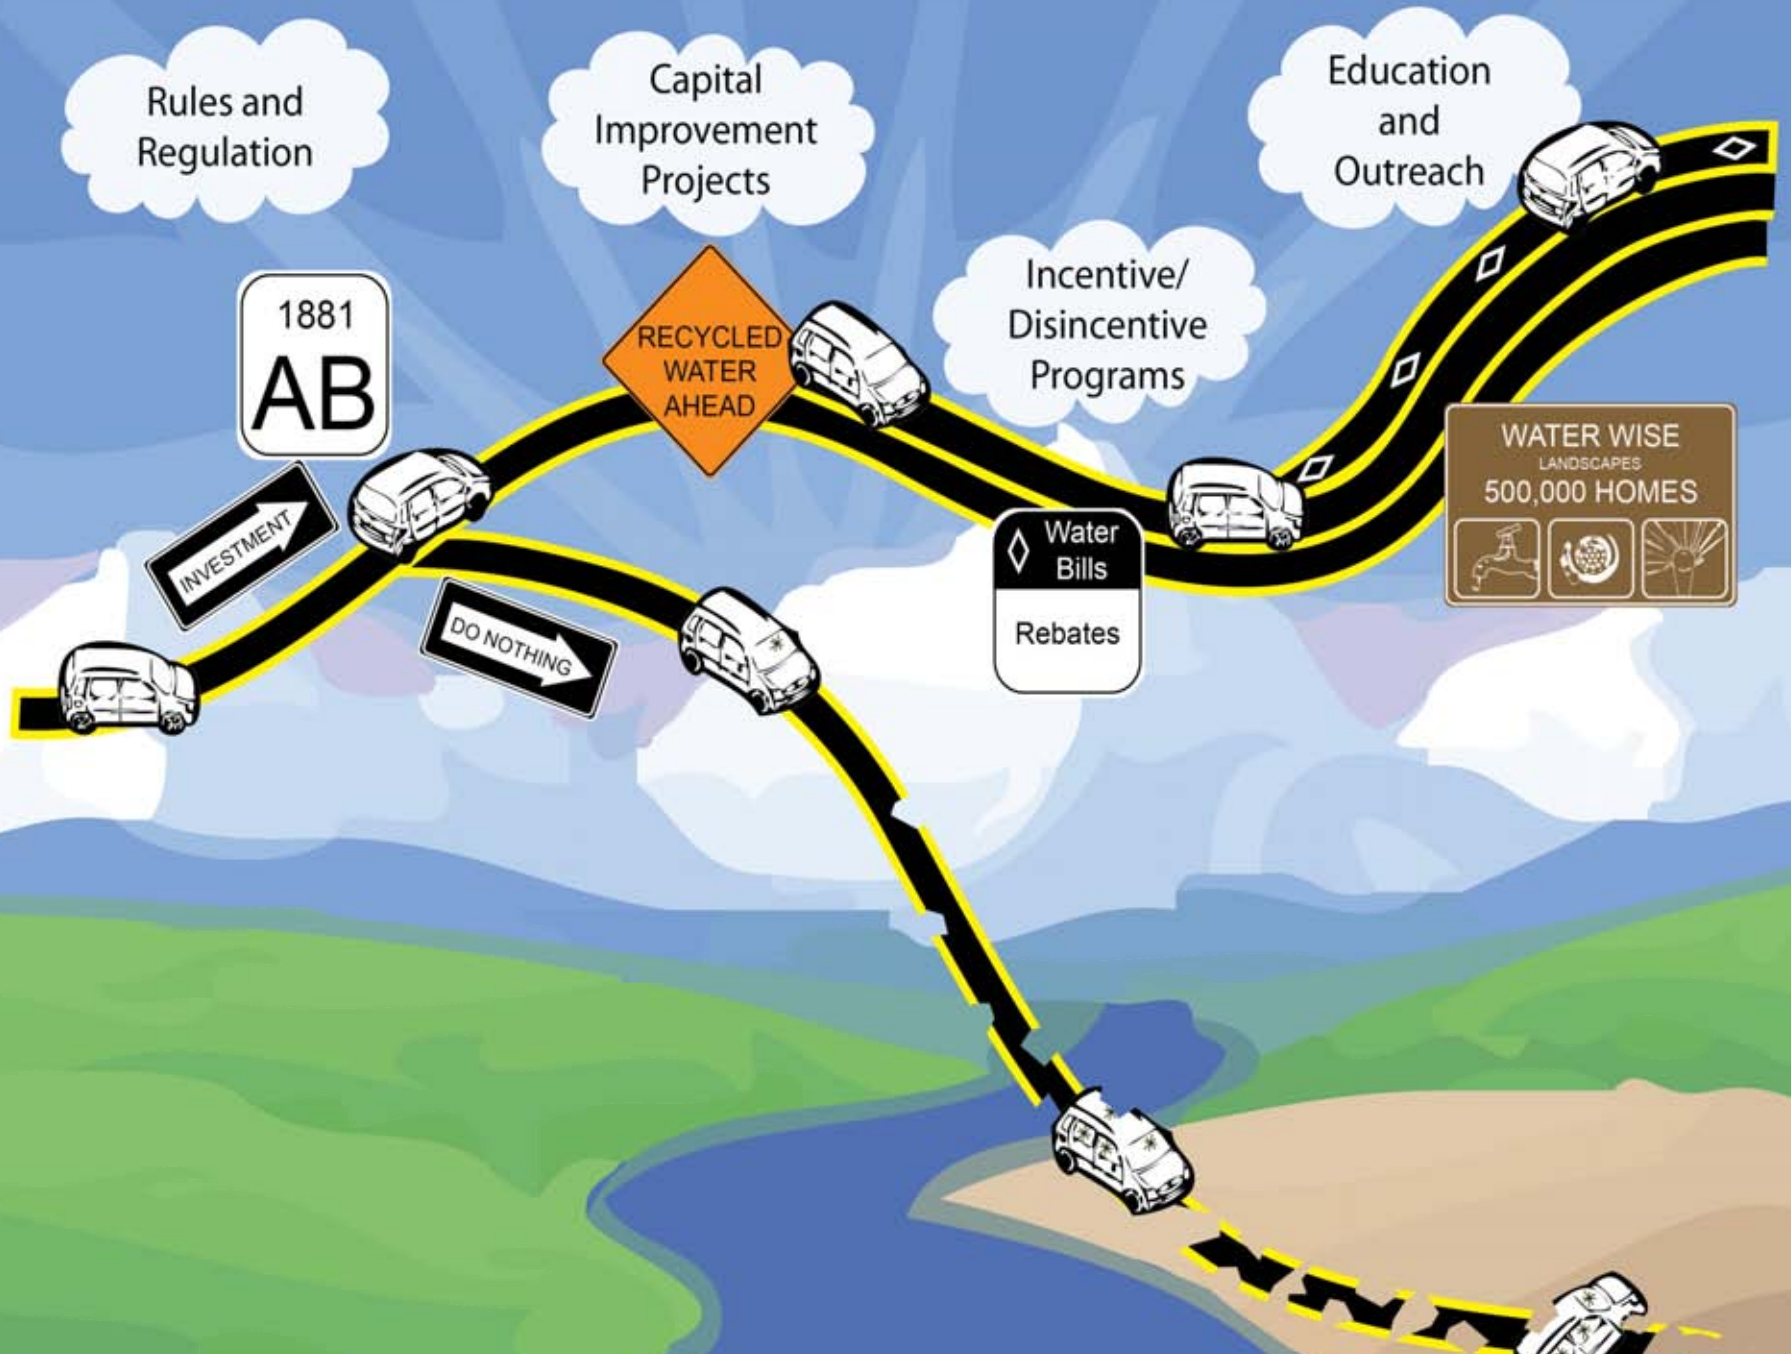 Rules and
Regulation
Capital
Improvement
Projects
Education
and
Outreach
Incentive/
Disincentive
Programs
1881
AB
RECYCLED
WATER
AHEAD
INVESTMENT
DO NOTHING
Water
Bills
Rebates
WATER WISE
LANDSCAPES
500,000 HOMES